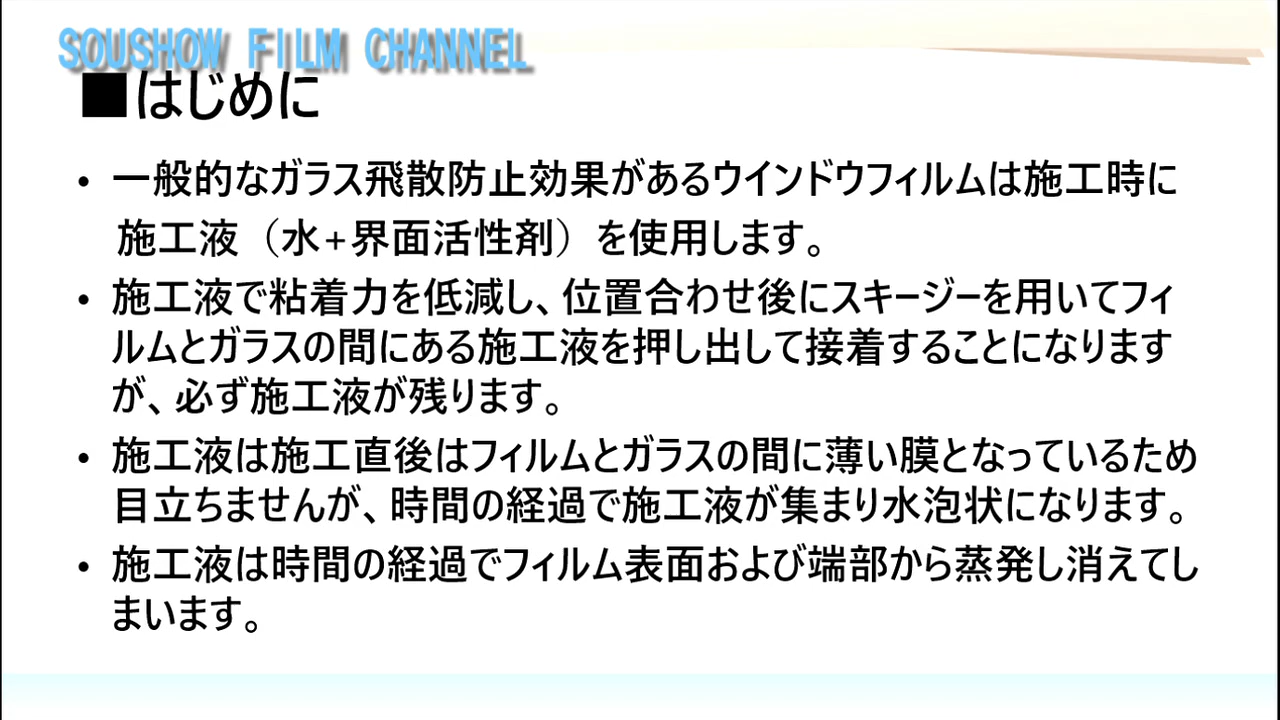 SOUSHOW FILM CHANNEL
■はじめに
• 一般的なガラス飛散防止効果があるウインドウフィルムは施工時に
施工液（水+界面活性剤）を使用します。
• 施工液で粘着力を低減し、位置合わせ後にスキージーを用いてフィ
ルムとガラスの間にある施工液を押し出して接着することになります
が、必ず施工液が残ります。
• 施工液は施工直後はフィルムとガラスの間に薄い膜となっているため
目立ちませんが、時間の経過で施工液が集まり水泡状になります。
• 施工液は時間の経過でフィルム表面および端部から蒸発し消えてし
まいます。